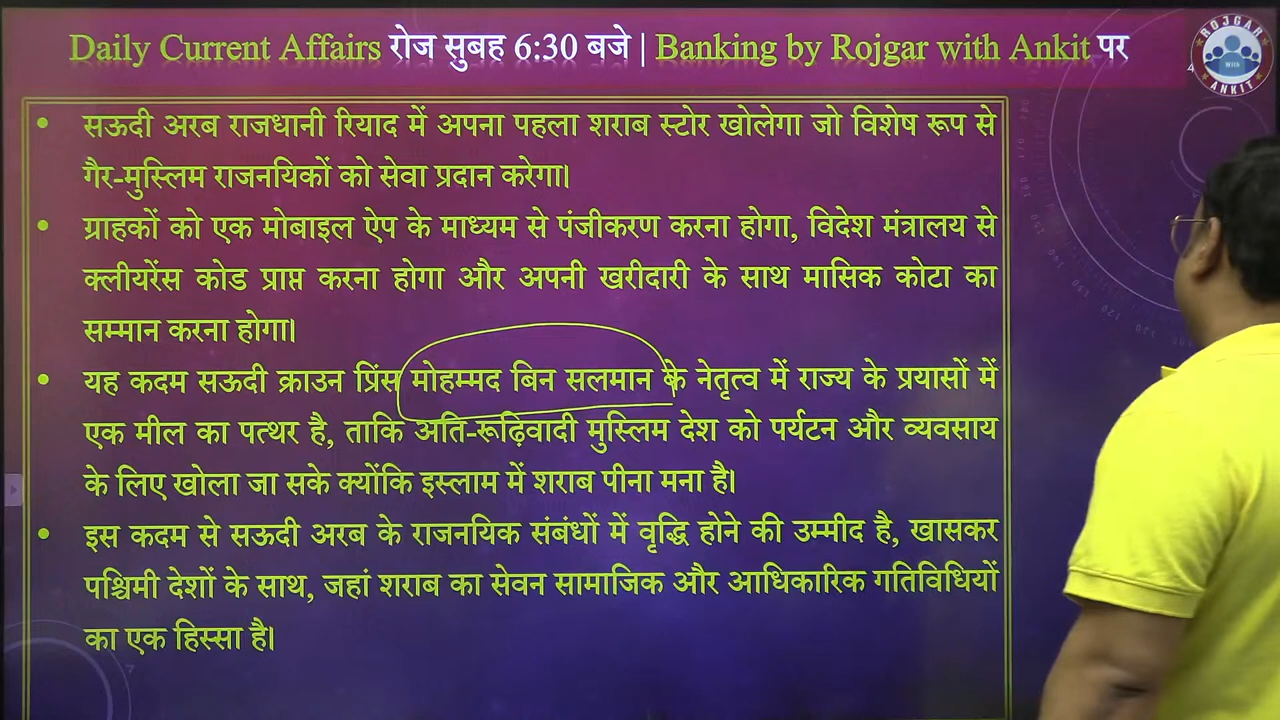 Daily Current Affairs रोज सुबह 6:30 बजे | Banking by Rojgar with Ankit पर
ROJGAR
With
ANKIT
• सऊदी अरब राजधानी रियाद में अपना पहला शराब स्टोर खोलेगा जो विशेष रूप से
गैर-मुस्लिम राजनयिकों को सेवा प्रदान करेगा।
• ग्राहकों को एक मोबाइल ऐप के माध्यम से पंजीकरण करना होगा, विदेश मंत्रालय से
क्लीयरेंस कोड प्राप्त करना होगा और अपनी खरीदारी के साथ मासिक कोटा का
सम्मान करना होगा।
• यह कदम सऊदी क्राउन प्रिंस मोहम्मद बिन सलमान के नेतृत्व में राज्य के प्रयासों में
एक मील का पत्थर है, ताकि अति-रूढ़िवादी मुस्लिम देश को पर्यटन और व्यवसाय
के लिए खोला जा सके क्योंकि इस्लाम में शराब पीना मना है।
• इस कदम से सऊदी अरब के राजनयिक संबंधों में वृद्धि होने की उम्मीद है, खासकर
पश्चिमी देशों के साथ, जहां शराब का सेवन सामाजिक और आधिकारिक गतिविधियों
का एक हिस्सा है।